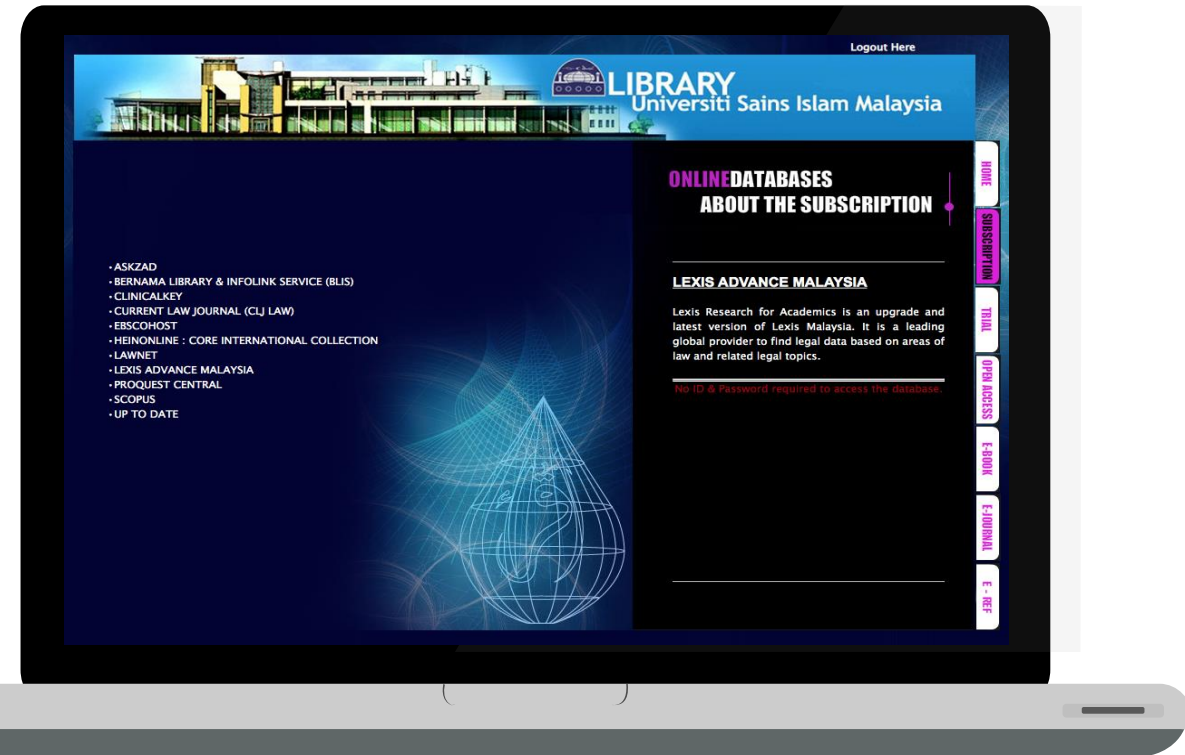 Logout Here
LIBRARY
Universiti Sains Islam Malaysia
ONLINEDATABASES
ABOUT THE SUBSCRIPTION
• ASKZAD
• BERNAMA LIBRARY & INFOLINK SERVICE (BLIS)
• CLINICALKEY
• CURRENT LAW JOURNAL (CLJ LAW)
• EBSCOHOST
• HEINONLINE : CORE INTERNATIONAL COLLECTION
• LAWNET
• LEXIS ADVANCE MALAYSIA
• PROQUEST CENTRAL
• SCOPUS
• UP TO DATE
LEXIS ADVANCE MALAYSIA
Lexis Research for Academics is an upgrade and
latest version of Lexis Malaysia. It is a leading
global provider to find legal data based on areas of
law and related legal topics.
No ID & Password required to access the database.
HOME
SUBSCRIPTION
TRIAL
OPEN ACCESS
E-BOOK
E-JOURNAL
E - REF